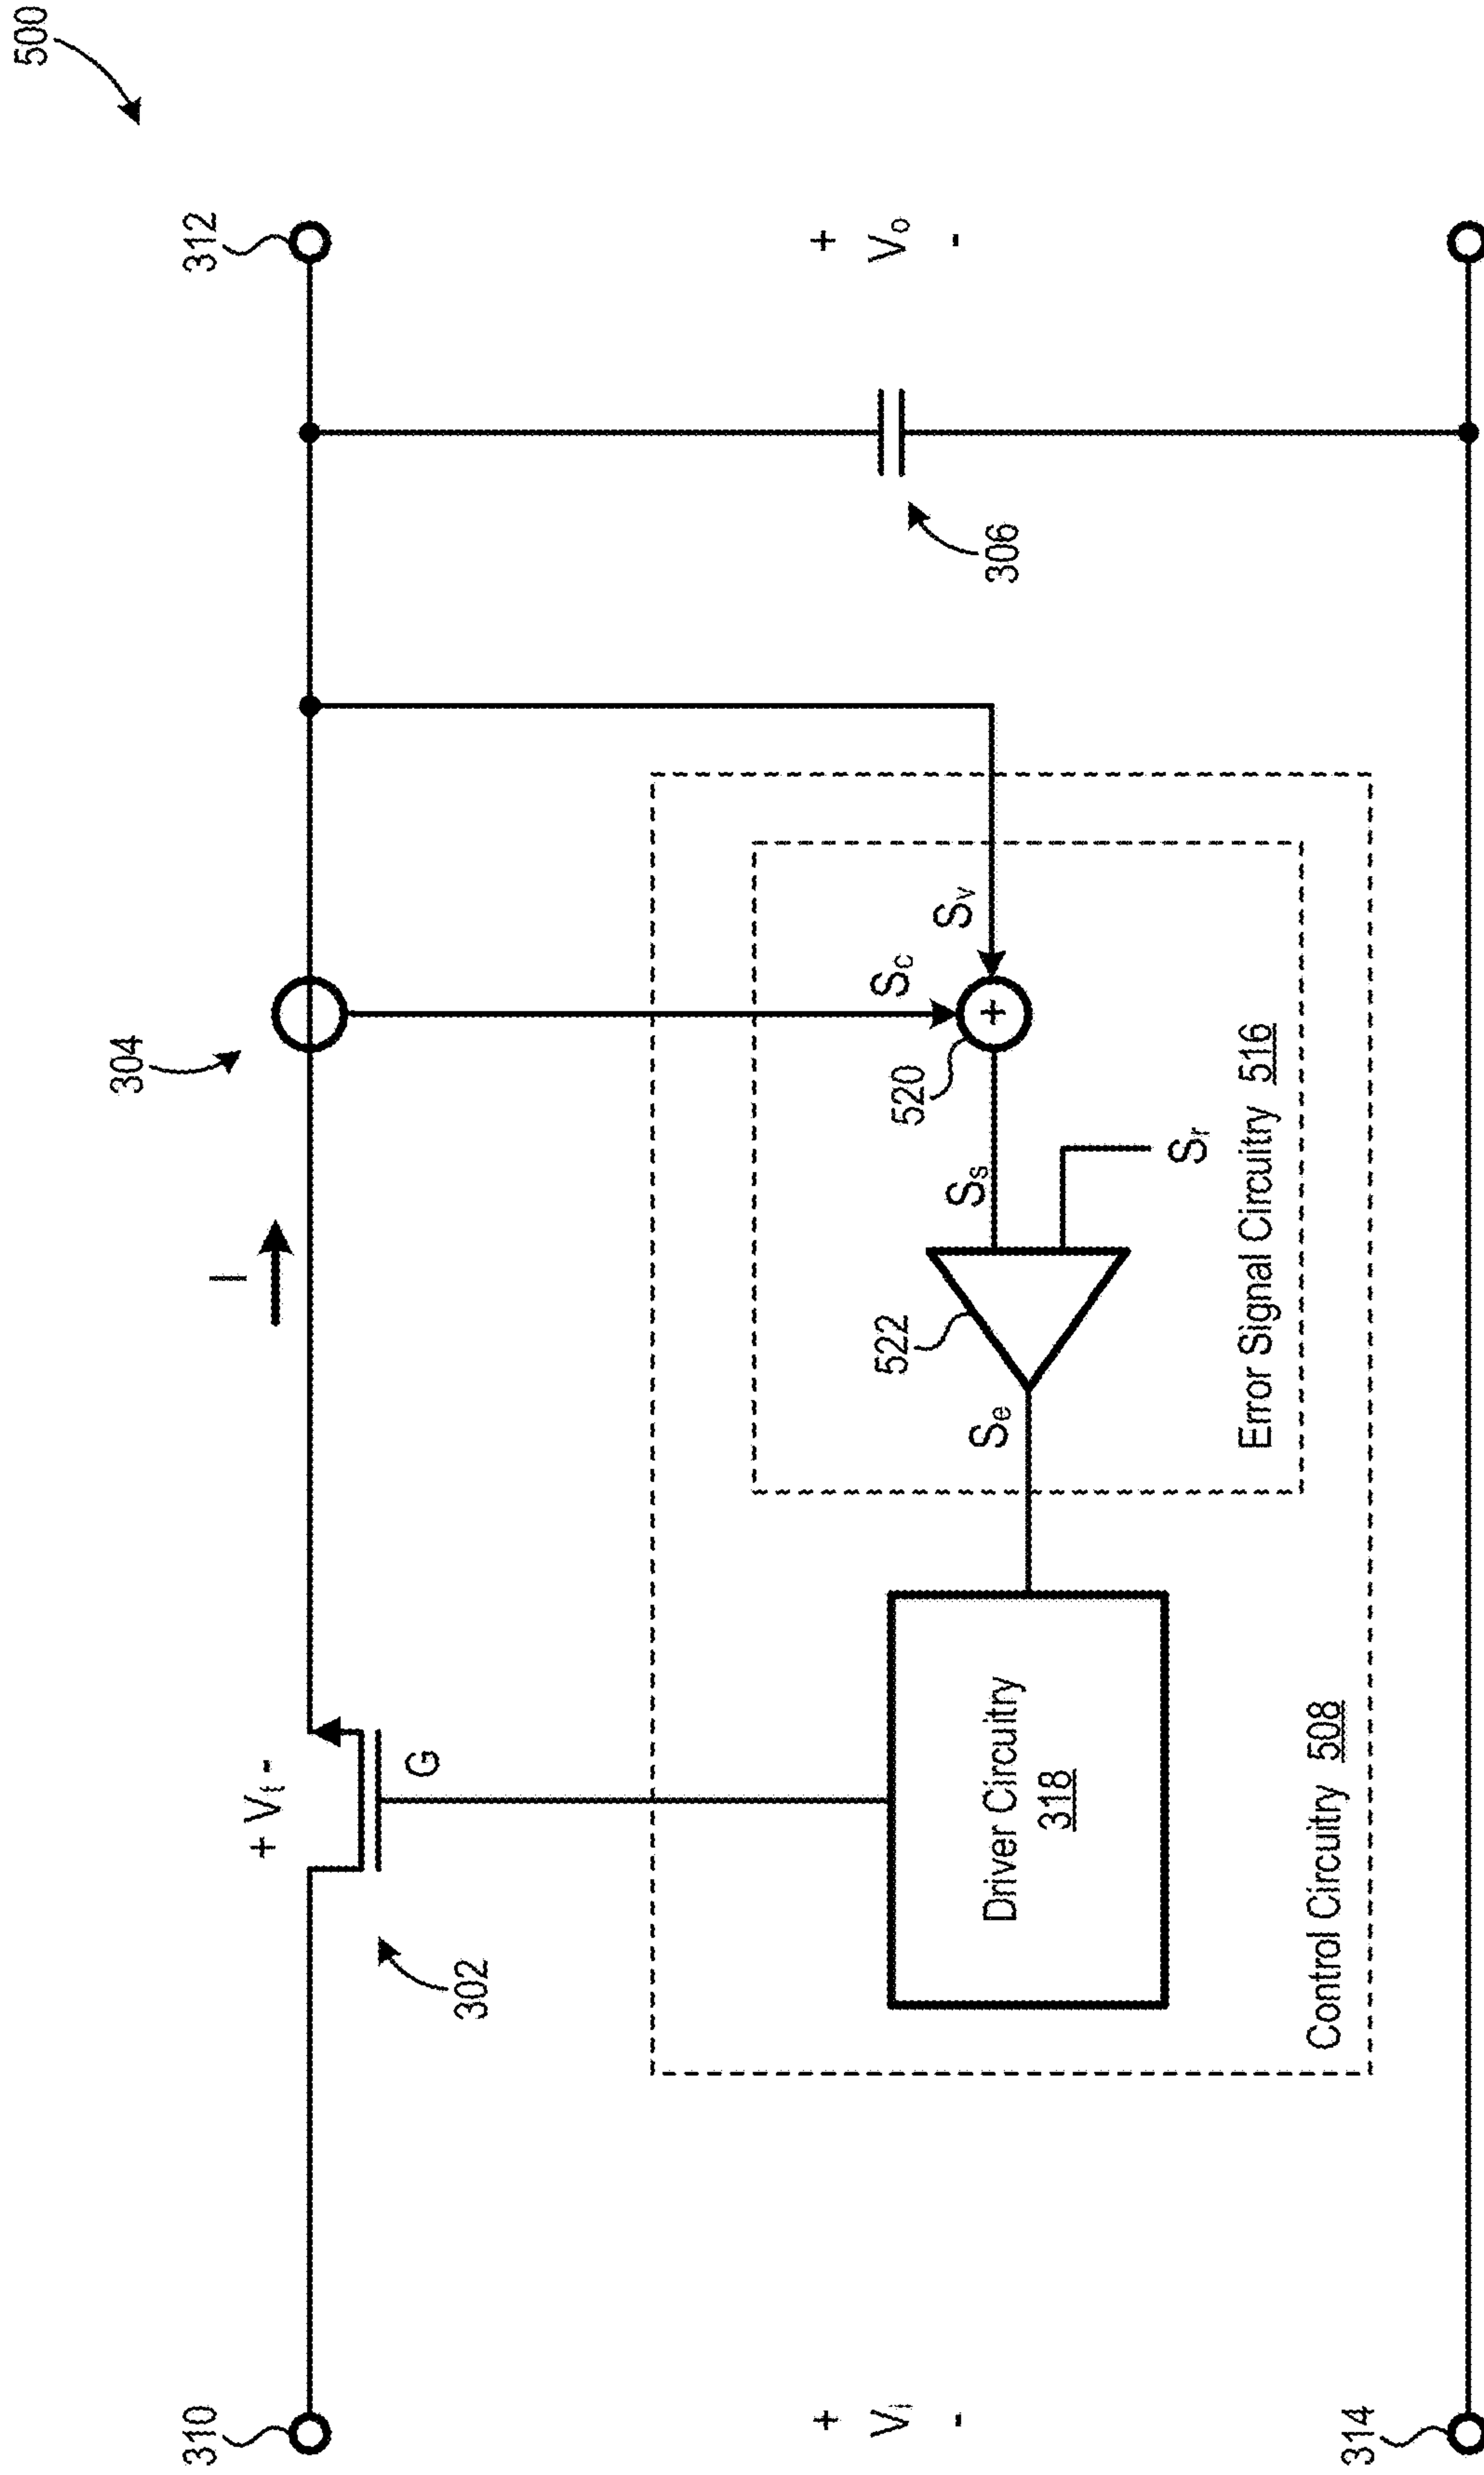 500
310
312
304
I
+ Vt -
302
G
Sc
Sv
520
Ss
522
Se
Sr
306
+
Vi
-
+
Vo
-
Driver Circuitry
318
Error Signal Circuitry 516
Control Circuitry 508
314